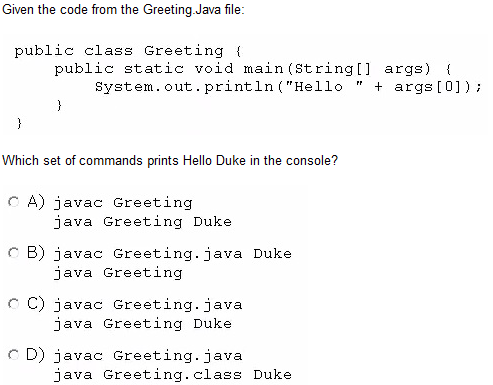 Given the code from the Greeting.Java file:
public class Greeting {
public static void main(String[] args) {
System.out.println("Hello " + args[0]);
}
}
Which set of commands prints Hello Duke in the console?
A) javac Greeting
java Greeting Duke
B) javac Greeting.java Duke
java Greeting
C) javac Greeting.java
java Greeting Duke
D) javac Greeting.java
java Greeting.class Duke